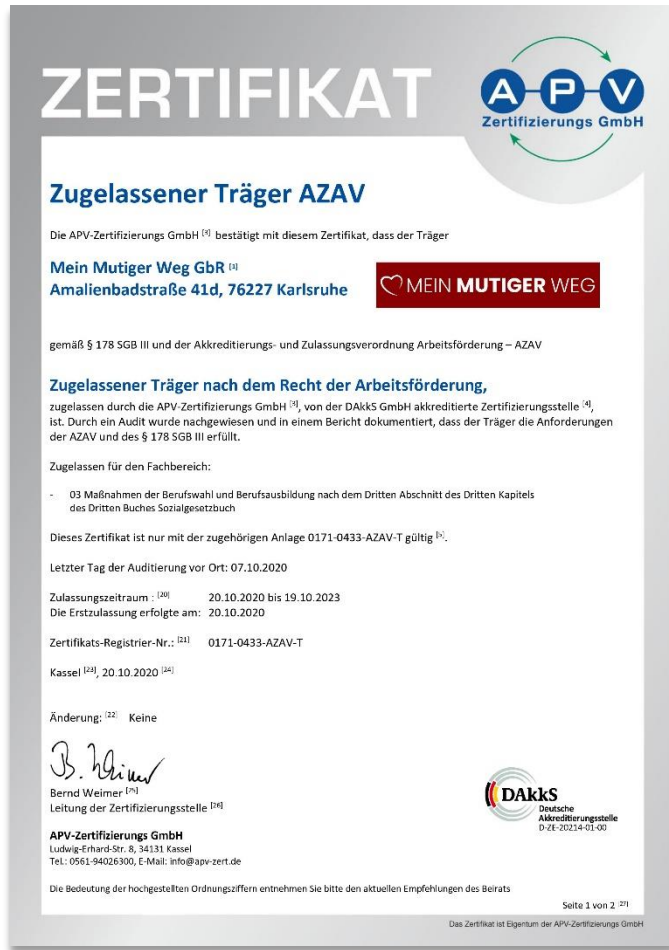 ZERTIFIKAT
A-P-V
Zertifizierungs GmbH
Zugelassener Träger AZAV
Die APV-Zertifizierungs GmbH [3] bestätigt mit diesem Zertifikat, dass der Träger
Mein Mutiger Weg GbR [1]
Amalienbadstraße 41d, 76227 Karlsruhe
MEIN MUTIGER WEG
gemäß § 178 SGB III und der Akkreditierungs- und Zulassungsverordnung Arbeitsförderung – AZAV
Zugelassener Träger nach dem Recht der Arbeitsförderung,
zugelassen durch die APV-Zertifizierungs GmbH [3], von der DAkkS GmbH akkreditierte Zertifizierungsstelle [4],
ist. Durch ein Audit wurde nachgewiesen und in einem Bericht dokumentiert, dass der Träger die Anforderungen
der AZAV und des § 178 SGB III erfüllt.
Zugelassen für den Fachbereich:
- 03 Maßnahmen der Berufswahl und Berufsausbildung nach dem Dritten Abschnitt des Dritten Kapitels
des Dritten Buches Sozialgesetzbuch
Dieses Zertifikat ist nur mit der zugehörigen Anlage 0171-0433-AZAV-T gültig [5].
Letzter Tag der Auditierung vor Ort: 07.10.2020
Zulassungszeitraum : [20] 20.10.2020 bis 19.10.2023
Die Erstzulassung erfolgte am: 20.10.2020
Zertifikats-Registrier-Nr.: [21] 0171-0433-AZAV-T
Kassel [23], 20.10.2020 [24]
Änderung: [22] Keine
B. Weimer
Bernd Weimer [25]
Leitung der Zertifizierungsstelle [26]
DAkkS
Deutsche
Akkreditierungsstelle
D-ZE-20214-01-00
APV-Zertifizierungs GmbH
Ludwig-Erhard-Str. 8, 34131 Kassel
Tel.: 0561-94026300, E-Mail: info@apv-zert.de
Die Bedeutung der hochgestellten Ordnungsziffern entnehmen Sie bitte den aktuellen Empfehlungen des Beirats
Seite 1 von 2 [27]
Das Zertifikat ist Eigentum der APV-Zertifizierungs GmbH